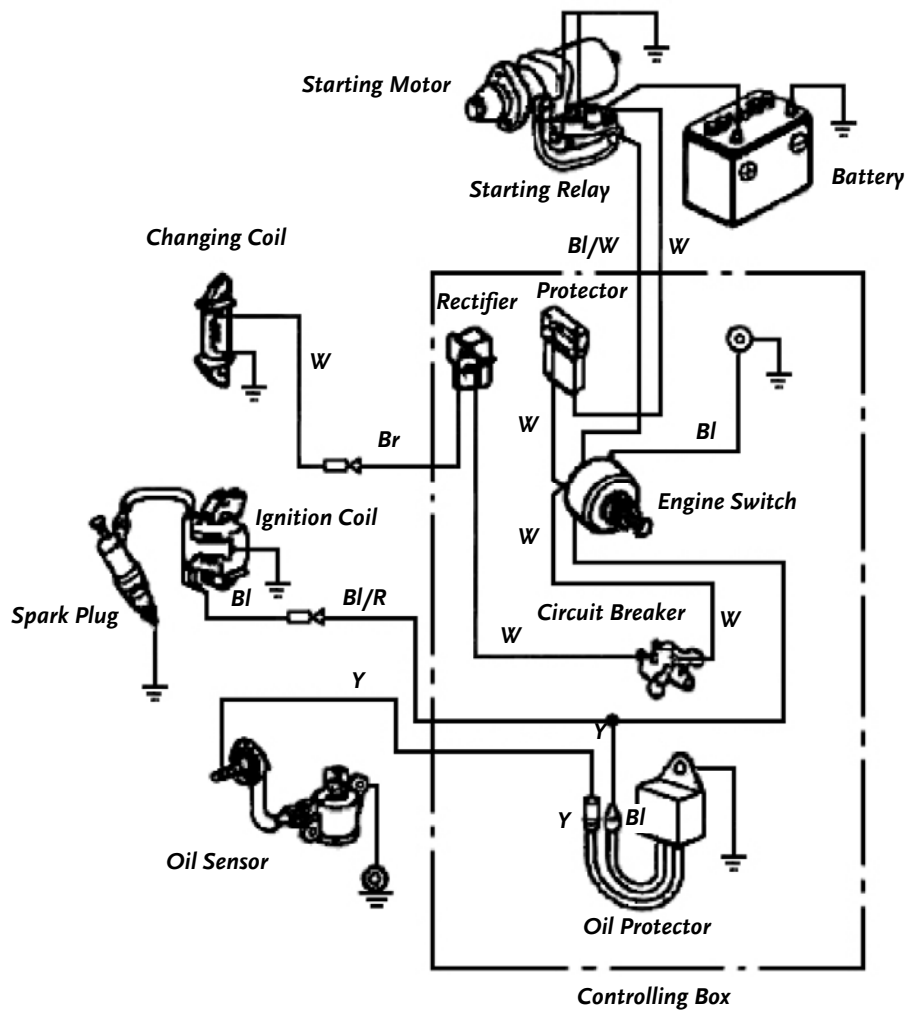 Starting Motor
Starting Relay
Battery
Changing Coil
Bl/W
W
Rectifier
Protector
W
Br
W
Bl
Ignition Coil
Engine Switch
W
Spark Plug
Bl
Bl/R
Circuit Breaker
W
W
Y
Y
Y
Bl
Oil Sensor
Oil Protector
Controlling Box